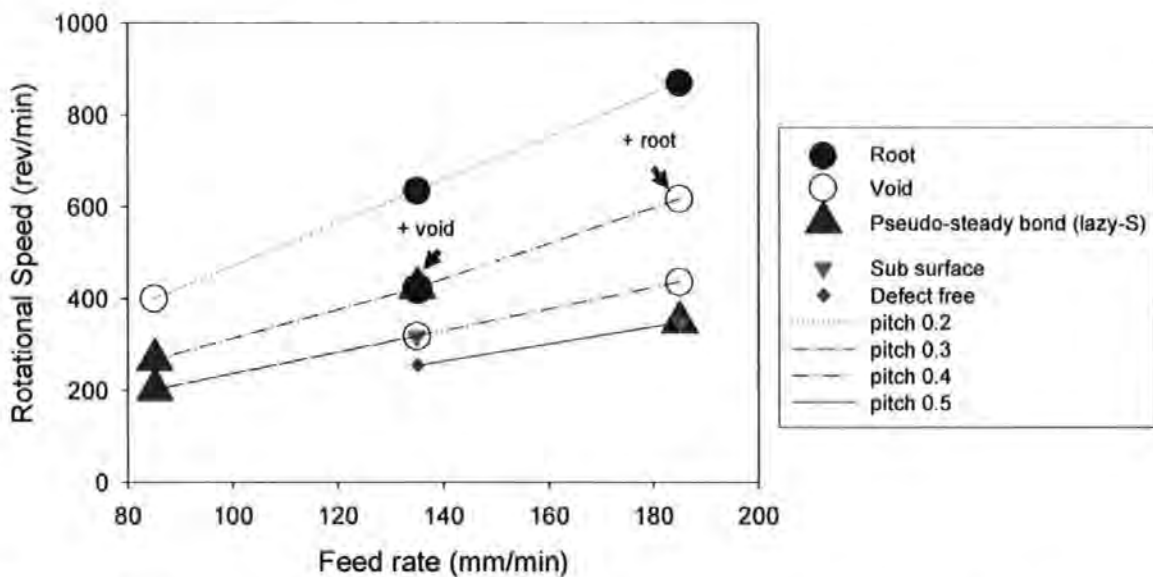 1000
800
600
400
200
0
80
100
120
140
160
180
200
Rotational Speed (rev/min)
Feed rate (mm/min)
+ root
+ void
Root
Void
Pseudo-steady bond (lazy-S)
Sub surface
Defect free
pitch 0.2
pitch 0.3
pitch 0.4
pitch 0.5